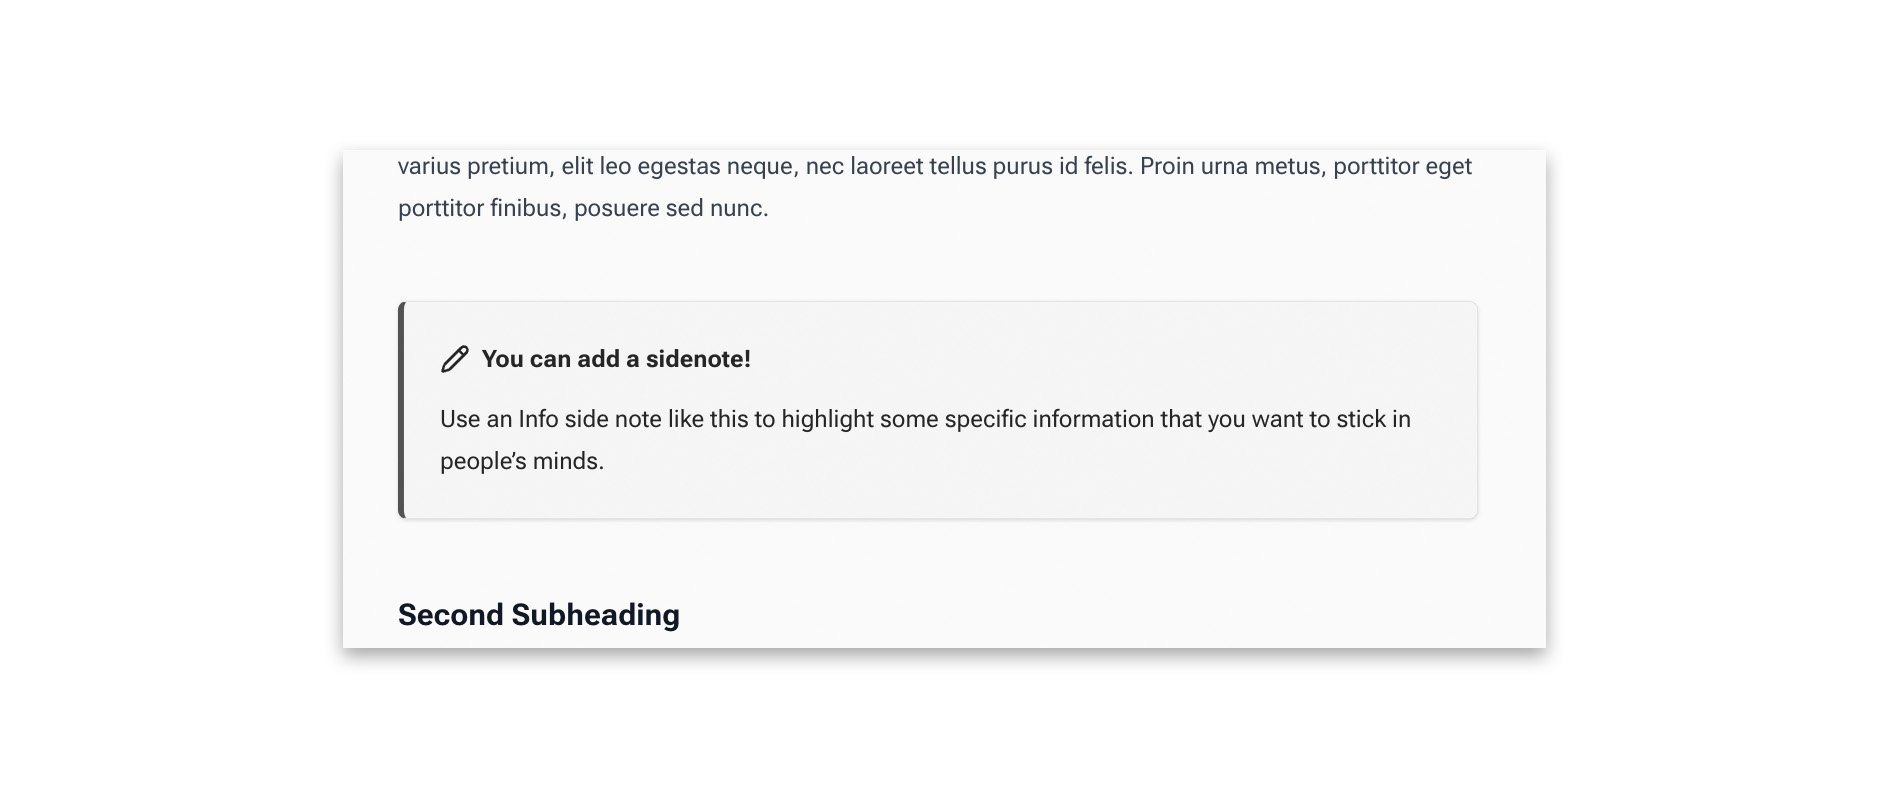 varius pretium, elit leo egestas neque, nec laoreet tellus purus id felis. Proin urna metus, porttitor eget
porttitor finibus, posuere sed nunc.
You can add a sidenote!
Use an Info side note like this to highlight some specific information that you want to stick in
people’s minds.
Second Subheading